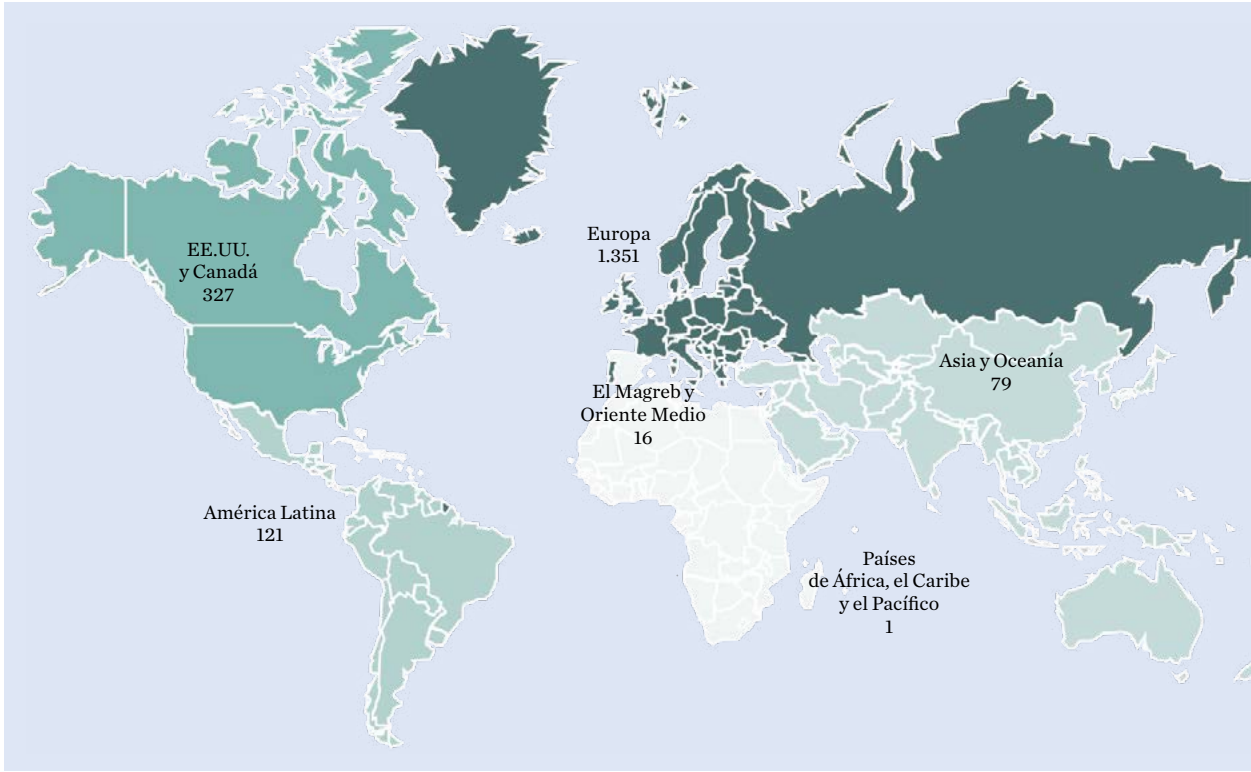 EE.UU.
y Canadá
327
Europa
1.351
Asia y Oceanía
79
El Magreb y
Oriente Medio
16
América Latina
121
Países
de África, el Caribe
y el Pacífico
1